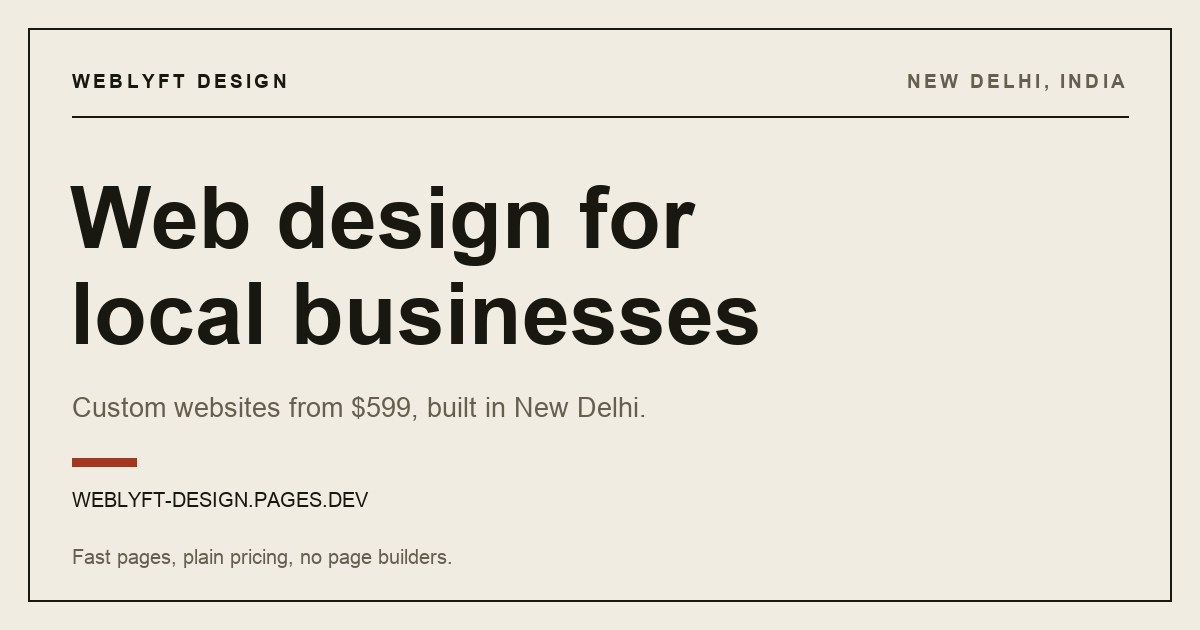 WEBLYFT DESIGN
NEW DELHI, INDIA
Web design for
local businesses
Custom websites from $599, built in New Delhi.
WEBLYFT-DESIGN.PAGES.DEV
Fast pages, plain pricing, no page builders.